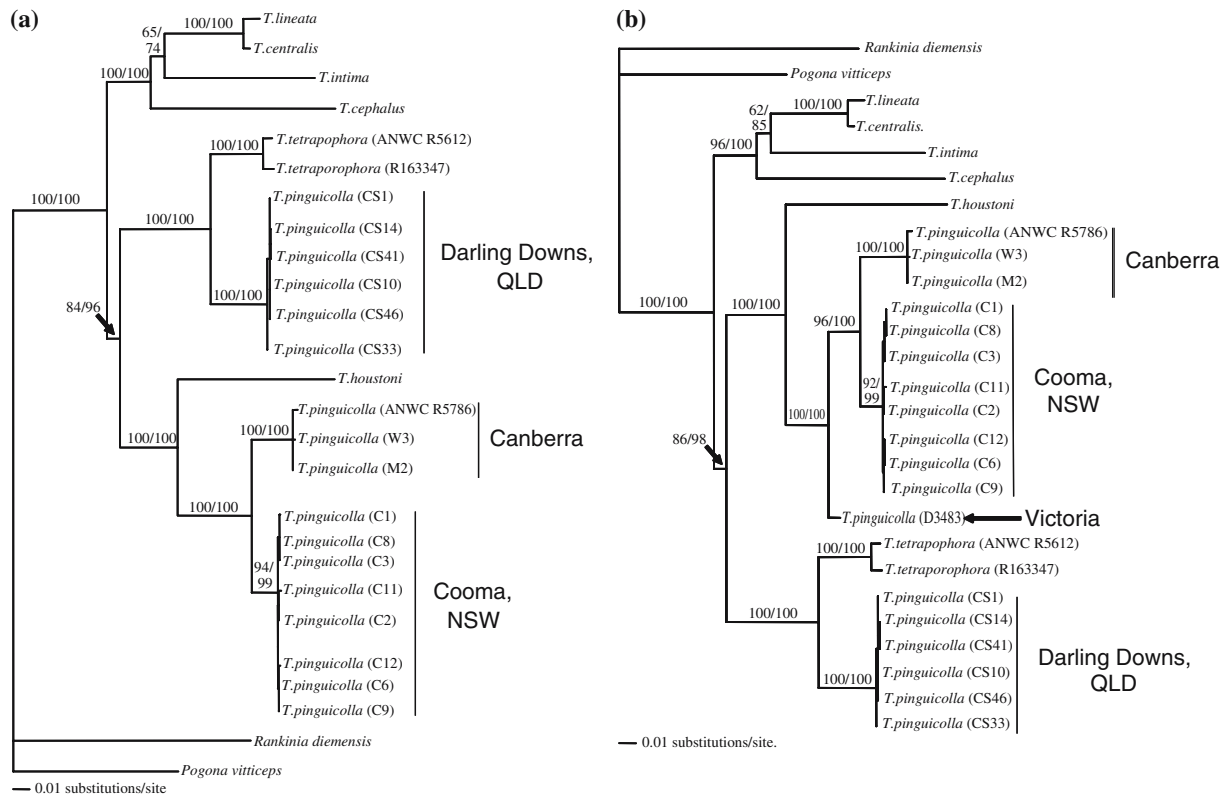 (a)
100/100
T.lineata
65/
74
T.centralis
100/100
T.intima
T.cephalus
100/100
T.tetrapophora (ANWC R5612)
T.tetraporophora (R163347)
100/100
100/100
T.pinguicolla (CS1)
T.pinguicolla (CS14)
T.pinguicolla (CS41)
T.pinguicolla (CS10)
T.pinguicolla (CS46)
T.pinguicolla (CS33)
100/100
Darling Downs,
QLD
84/96
T.houstoni
100/100
100/100
T.pinguicolla (ANWC R5786)
T.pinguicolla (W3)
T.pinguicolla (M2)
Canberra
100/100
T.pinguicolla (C1)
T.pinguicolla (C8)
T.pinguicolla (C3)
T.pinguicolla (C11)
T.pinguicolla (C2)
T.pinguicolla (C12)
T.pinguicolla (C6)
T.pinguicolla (C9)
94/
99
Cooma,
NSW
Rankinia diemensis
Pogona vitticeps
0.01 substitutions/site
(b)
Rankinia diemensis
Pogona vitticeps
100/100
T.lineata
62/
85
T.centralis.
96/100
T.intima
T.cephalus
T.houstoni
100/100
T.pinguicolla (ANWC R5786)
T.pinguicolla (W3)
T.pinguicolla (M2)
Canberra
100/100
100/100
96/100
T.pinguicolla (C1)
T.pinguicolla (C8)
T.pinguicolla (C3)
T.pinguicolla (C11)
T.pinguicolla (C2)
T.pinguicolla (C12)
T.pinguicolla (C6)
T.pinguicolla (C9)
92/
99
Cooma,
NSW
100/100
86/98
T.pinguicolla (D3483)
Victoria
100/100
T.tetrapophora (ANWC R5612)
T.tetraporophora (R163347)
100/100
T.pinguicolla (CS1)
T.pinguicolla (CS14)
T.pinguicolla (CS41)
T.pinguicolla (CS10)
T.pinguicolla (CS46)
T.pinguicolla (CS33)
100/100
Darling Downs,
QLD
0.01 substitutions/site.